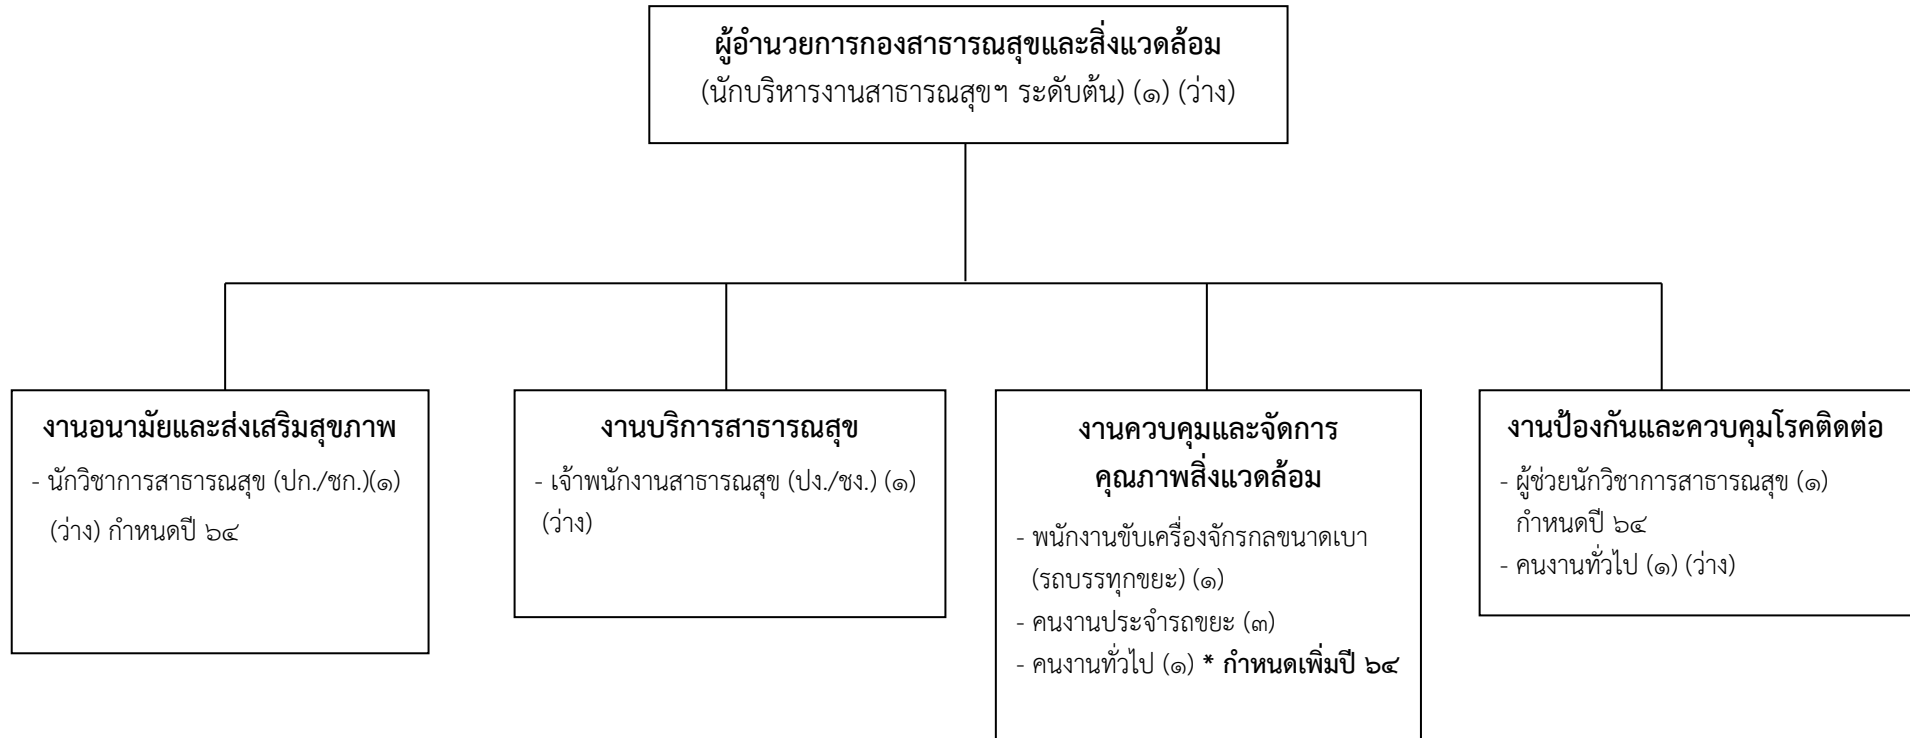 ผู้อำนวยการกองสาธารณสุขและสิ่งแวดล้อม
(นักบริหารงานสาธารณสุขฯ ระดับต้น) (๑) (ว่าง)
งานอนามัยและส่งเสริมสุขภาพ
- นักวิชาการสาธารณสุข (ปก./ชก.)(๑)
(ว่าง) กำหนดปี ๖๔
งานบริการสาธารณสุข
- เจ้าพนักงานสาธารณสุข (ปง./ชง.) (๑)
(ว่าง)
งานควบคุมและจัดการ
คุณภาพสิ่งแวดล้อม
- พนักงานขับเครื่องจักรกลขนาดเบา
(รถบรรทุกขยะ) (๑)
- คนงานประจำรถขยะ (๓)
- คนงานทั่วไป (๑) * กำหนดเพิ่มปี ๖๔
งานป้องกันและควบคุมโรคติดต่อ
- ผู้ช่วยนักวิชาการสาธารณสุข (๑)
กำหนดปี ๖๔
- คนงานทั่วไป (๑) (ว่าง)